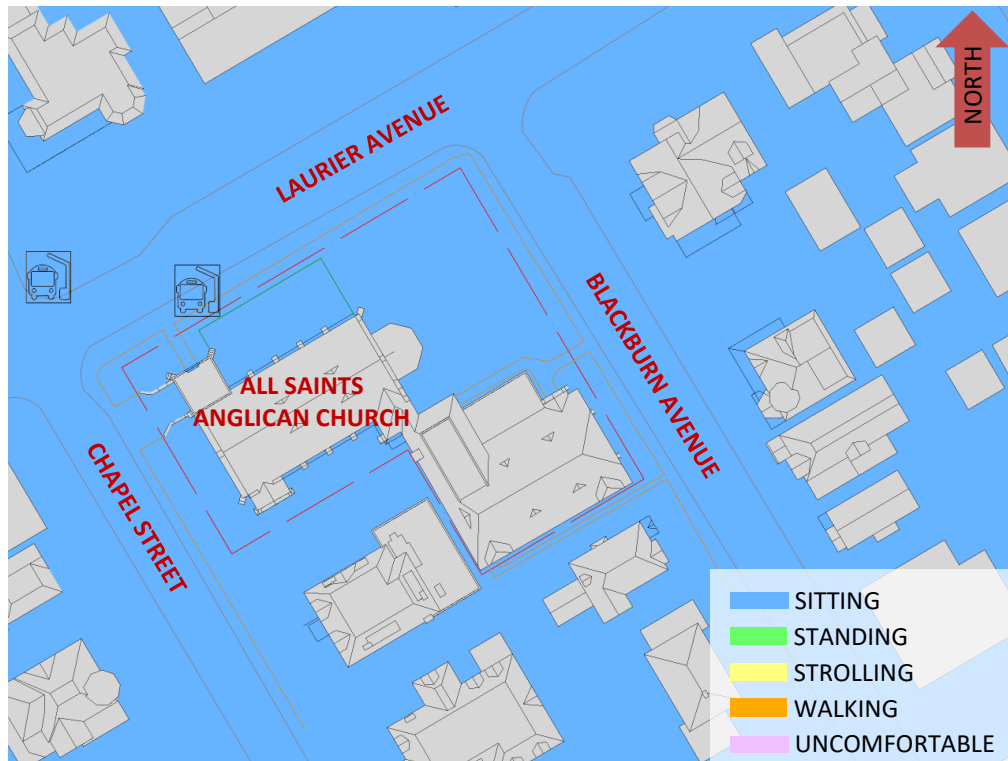 NORTH
LAURIER AVENUE
BLACKBURN AVENUE
ALL SAINTS
ANGLICAN CHURCH
CHAPEL STREET
SITTING
STANDING
STROLLING
WALKING
UNCOMFORTABLE